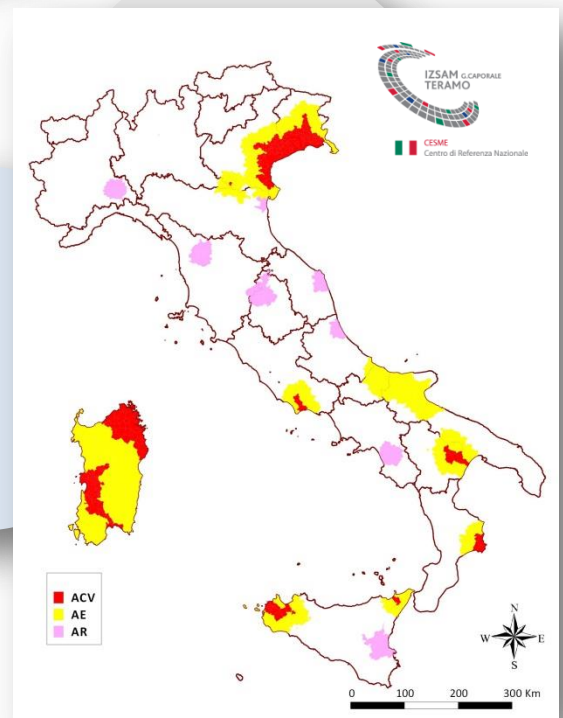 IZSAM G.CAPORALE
TERAMO
CESME
Centro di Referenza Nazionale
ACV
AE
AR
N
W E
S
0 100 200 300 Km